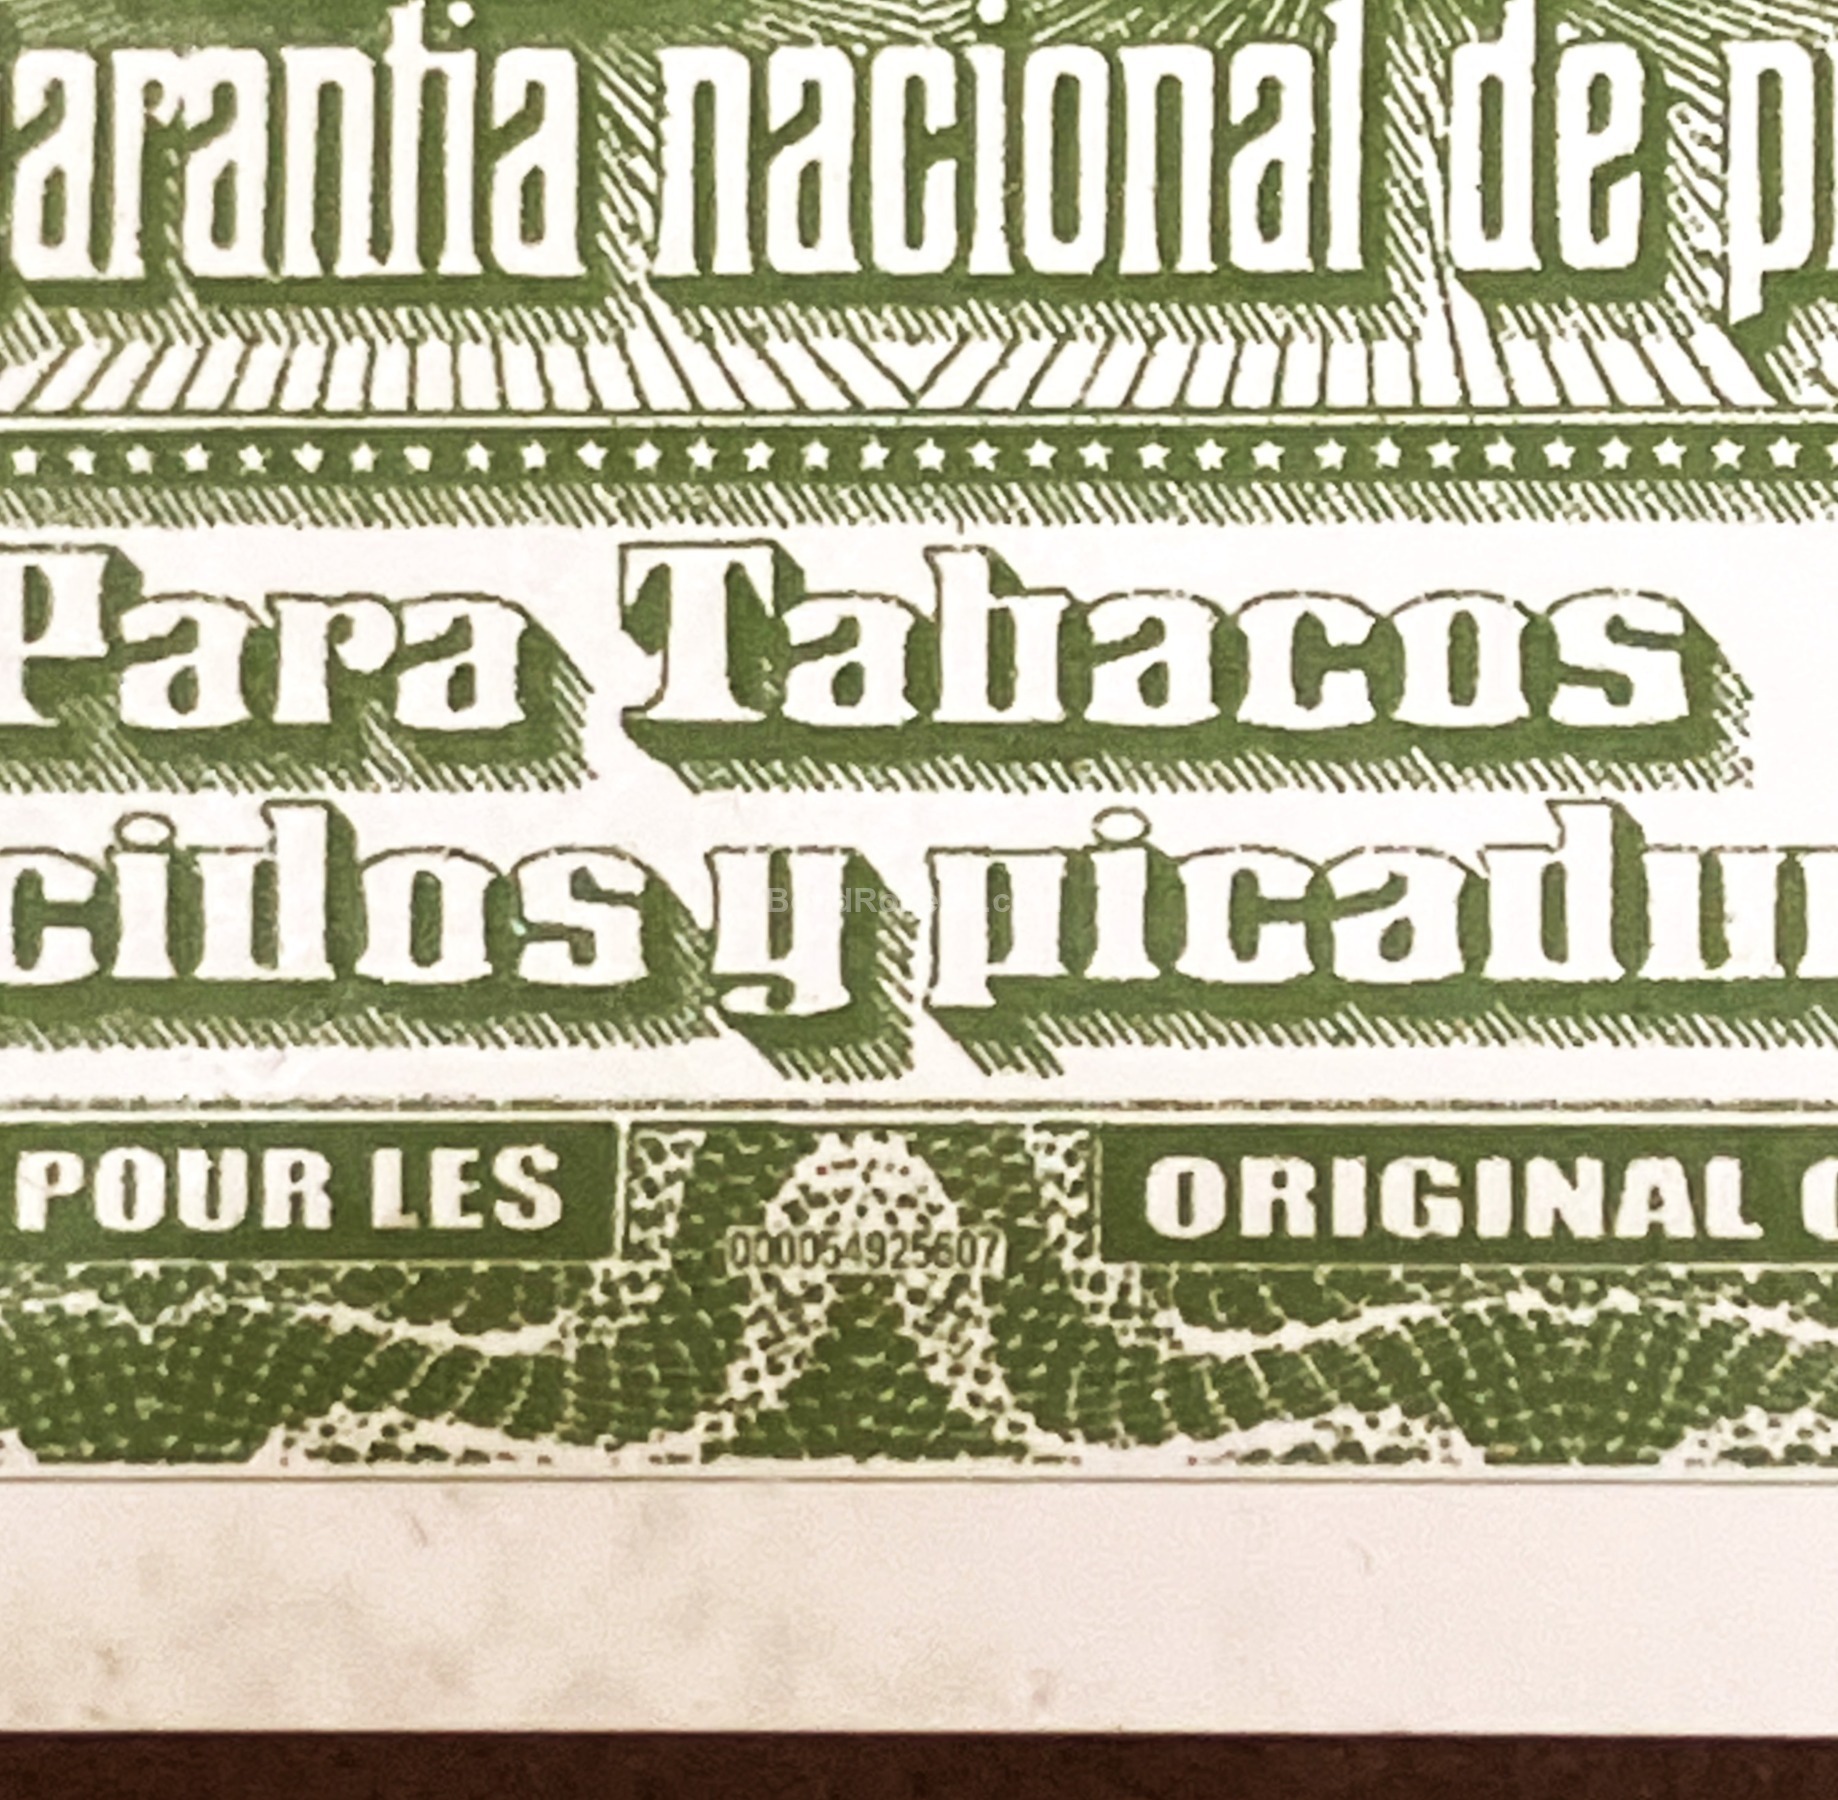 arantia nacional de p
Para Tabacos
cidos y picadu
POUR LES
ORIGINAL
000054925607